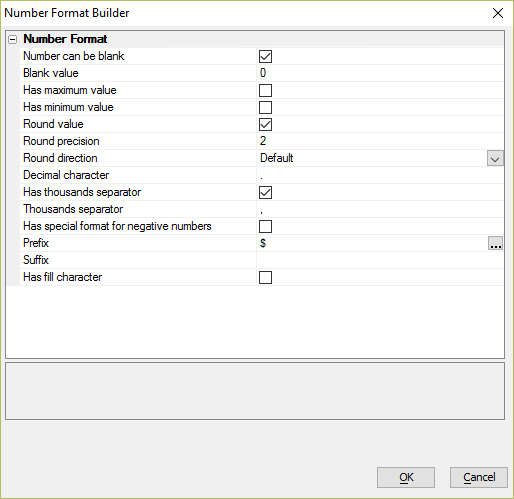 Number Format Builder
Number Format
Number can be blank
Blank value 0
Has maximum value
Has minimum value
Round value
Round precision 2
Round direction Default
Decimal character .
Has thousands separator
Thousands separator ,
Has special format for negative numbers
Prefix $ ...
Suffix
Has fill character
OK Cancel